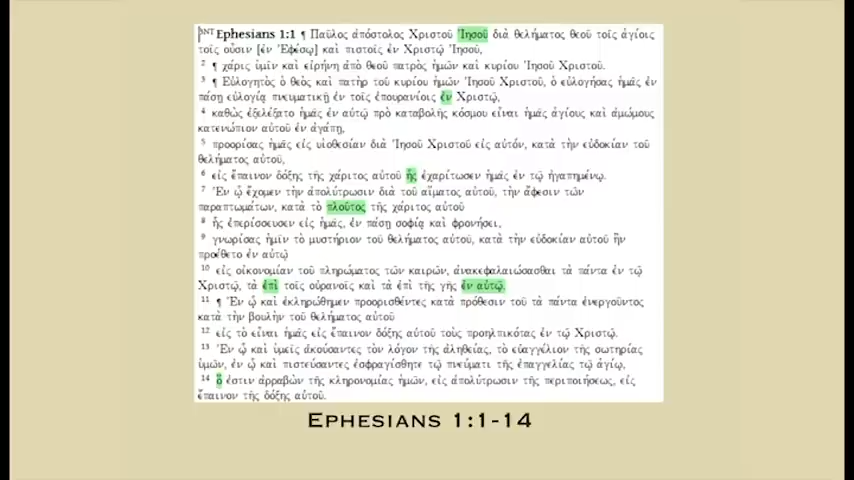 BNT Ephesians 1:1 ¶ Παῦλος ἀπόστολος Χριστοῦ Ἰησοῦ διὰ θελήματος θεοῦ τοῖς ἁγίοις
τοῖς οὖσιν [ἐν Ἐφέσῳ] καὶ πιστοῖς ἐν Χριστῷ Ἰησοῦ,
2 ¶ χάρις ὑμῖν καὶ εἰρήνη ἀπὸ θεοῦ πατρὸς ἡμῶν καὶ κυρίου Ἰησοῦ Χριστοῦ.
3 ¶ Εὐλογητὸς ὁ θεὸς καὶ πατὴρ τοῦ κυρίου ἡμῶν Ἰησοῦ Χριστοῦ, ὁ εὐλογήσας ἡμᾶς ἐν
πάσῃ εὐλογίᾳ πνευματικῇ ἐν τοῖς ἐπουρανίοις ἐν Χριστῷ,
4 καθὼς ἐξελέξατο ἡμᾶς ἐν αὐτῷ πρὸ καταβολῆς κόσμου εἶναι ἡμᾶς ἁγίους καὶ ἀμώμους
κατενώπιον αὐτοῦ ἐν ἀγάπῃ,
5 προορίσας ἡμᾶς εἰς υἱοθεσίαν διὰ Ἰησοῦ Χριστοῦ εἰς αὐτόν, κατὰ τὴν εὐδοκίαν τοῦ
θελήματος αὐτοῦ,
6 εἰς ἔπαινον δόξης τῆς χάριτος αὐτοῦ ἧς ἐχαρίτωσεν ἡμᾶς ἐν τῷ ἠγαπημένῳ.
7 Ἐν ᾧ ἔχομεν τὴν ἀπολύτρωσιν διὰ τοῦ αἵματος αὐτοῦ, τὴν ἄφεσιν τῶν
παραπτωμάτων, κατὰ τὸ πλοῦτος τῆς χάριτος αὐτοῦ
8 ἧς ἐπερίσσευσεν εἰς ἡμᾶς, ἐν πάσῃ σοφίᾳ καὶ φρονήσει,
9 γνωρίσας ἡμῖν τὸ μυστήριον τοῦ θελήματος αὐτοῦ, κατὰ τὴν εὐδοκίαν αὐτοῦ ἣν
προέθετο ἐν αὐτῷ
10 εἰς οἰκονομίαν τοῦ πληρώματος τῶν καιρῶν, ἀνακεφαλαιώσασθαι τὰ πάντα ἐν τῷ
Χριστῷ, τὰ ἐπὶ τοῖς οὐρανοῖς καὶ τὰ ἐπὶ τῆς γῆς ἐν αὐτῷ.
11 ¶ Ἐν ᾧ καὶ ἐκληρώθημεν προορισθέντες κατὰ πρόθεσιν τοῦ τὰ πάντα ἐνεργοῦντος
κατὰ τὴν βουλὴν τοῦ θελήματος αὐτοῦ
12 εἰς τὸ εἶναι ἡμᾶς εἰς ἔπαινον δόξης αὐτοῦ τοὺς προηλπικότας ἐν τῷ Χριστῷ.
13 Ἐν ᾧ καὶ ὑμεῖς ἀκούσαντες τὸν λόγον τῆς ἀληθείας, τὸ εὐαγγέλιον τῆς σωτηρίας
ὑμῶν, ἐν ᾧ καὶ πιστεύσαντες ἐσφραγίσθητε τῷ πνεύματι τῆς ἐπαγγελίας τῷ ἁγίῳ,
14 ὅ ἐστιν ἀρραβὼν τῆς κληρονομίας ἡμῶν, εἰς ἀπολύτρωσιν τῆς περιποιήσεως, εἰς
ἔπαινον τῆς δόξης αὐτοῦ.
EPHESIANS 1:1-14